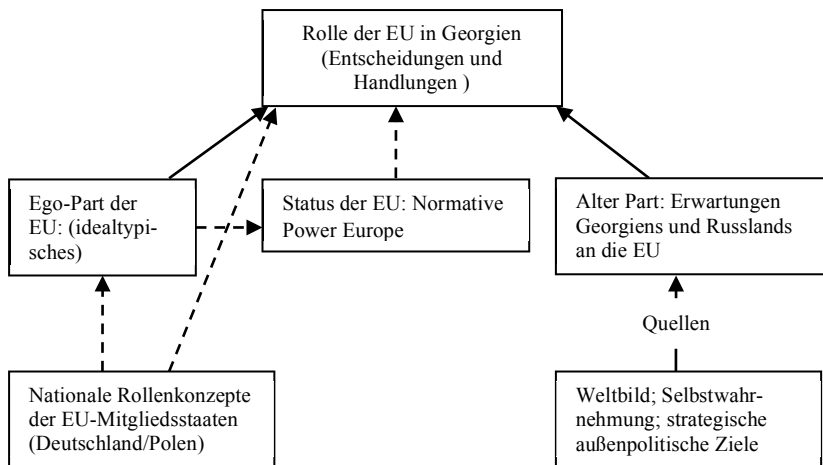 Rolle der EU in Georgien
(Entscheidungen und
Handlungen )
Ego-Part der
EU: (idealtypi-
sches)
Status der EU: Normative
Power Europe
Alter Part: Erwartungen
Georgiens und Russlands
an die EU
Quellen
Nationale Rollenkonzepte
der EU-Mitgliedsstaaten
(Deutschland/Polen)
Weltbild; Selbstwahr-
nehmung; strategische
außenpolitische Ziele